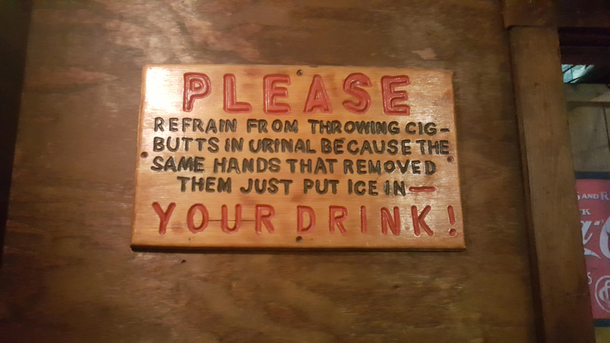 PLEASE
REFRAIN FROM THROWING CIG-
BUTTS IN URINAL BECAUSE THE
SAME HANDS THAT REMOVED
THEM JUST PUT ICE IN—
YOUR DRINK!